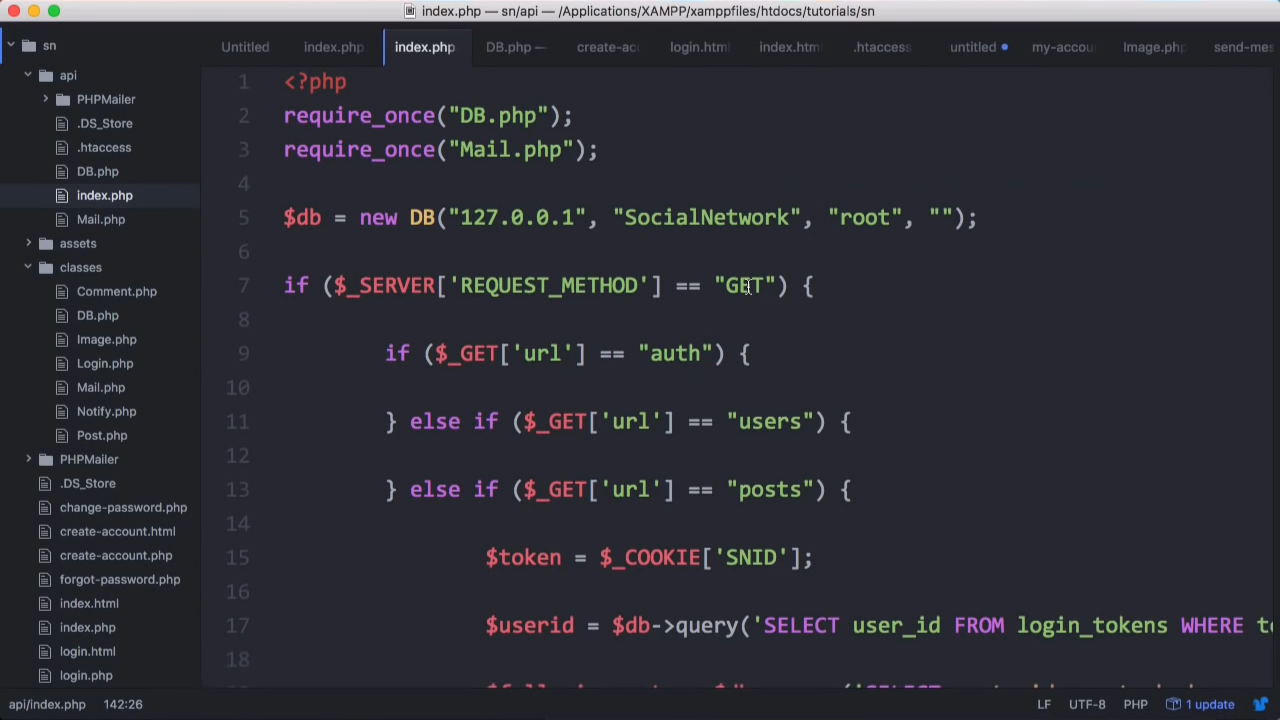 index.php — sn/api — /Applications/XAMPP/xamppfiles/htdocs/tutorials/sn
sn
api
PHPMailer
.DS_Store
.htaccess
DB.php
index.php
Mail.php
assets
classes
Comment.php
DB.php
Image.php
Login.php
Mail.php
Notify.php
Post.php
PHPMailer
.DS_Store
change-password.php
create-account.html
create-account.php
forgot-password.php
index.html
index.php
login.html
login.php
Untitled index.php index.php DB.php — create-acc login.html index.html .htaccess untitled my-accou Image.php send-mes
1 <?php
2 require_once("DB.php");
3 require_once("Mail.php");
4
5 $db = new DB("127.0.0.1", "SocialNetwork", "root", "");
6
7 if ($_SERVER['REQUEST_METHOD'] == "GET") {
8
9 if ($_GET['url'] == "auth") {
10
11 } else if ($_GET['url'] == "users") {
12
13 } else if ($_GET['url'] == "posts") {
14
15 $token = $_COOKIE['SNID'];
16
17 $userid = $db->query('SELECT user_id FROM login_tokens WHERE to
18
api/index.php 142:26 LF UTF-8 PHP 1 update